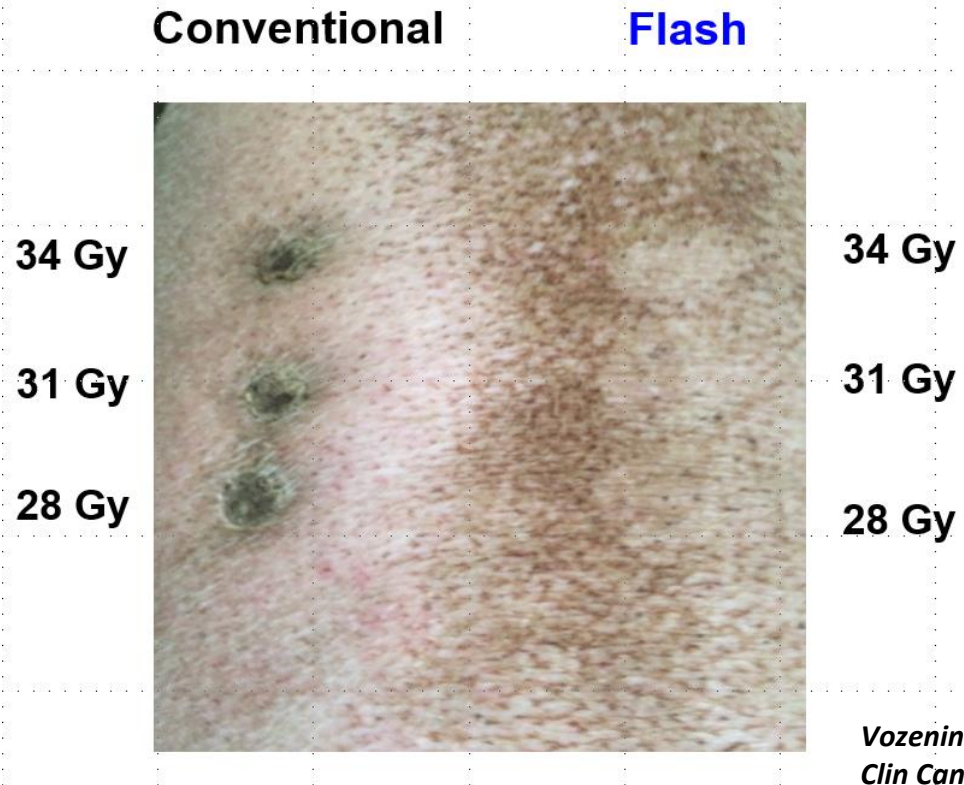 Conventional Flash
34 Gy 34 Gy
31 Gy 31 Gy
28 Gy 28 Gy
Vozenin
Clin Can